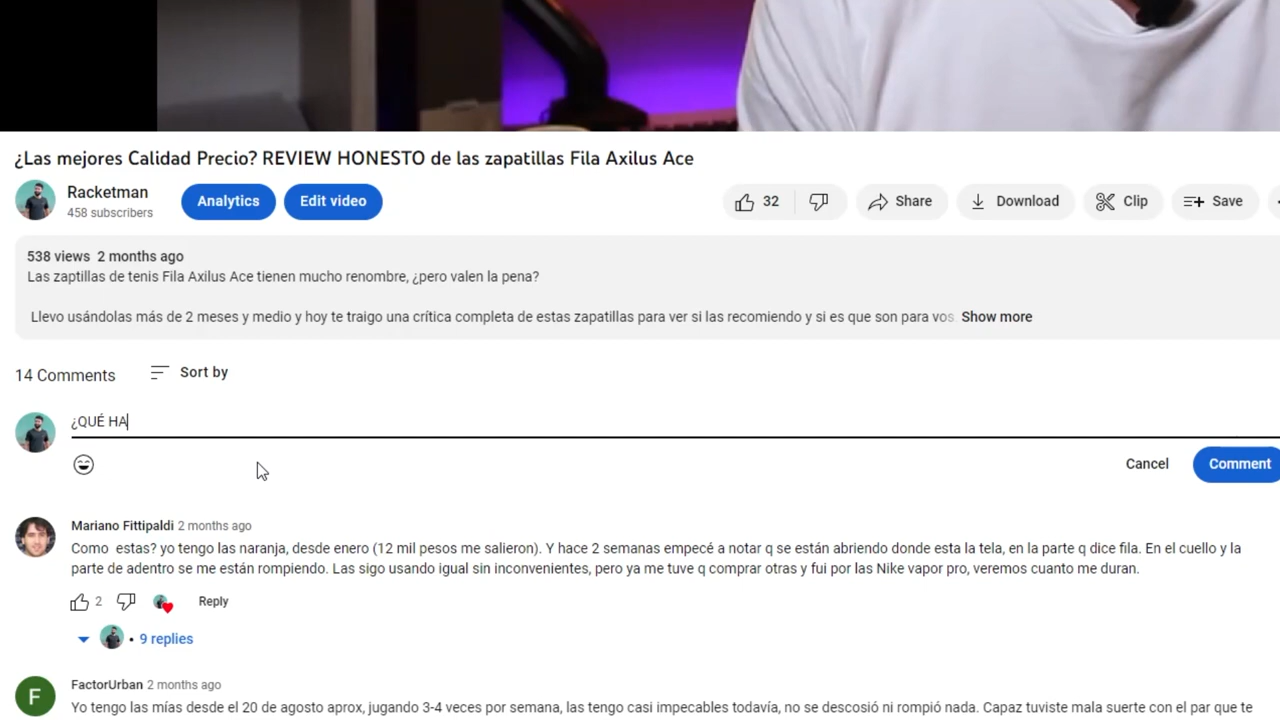 ¿Las mejores Calidad Precio? REVIEW HONESTO de las zapatillas Fila Axilus Ace
Racketman
458 subscribers
Analytics
Edit video
32
Share
Download
Clip
Save
538 views 2 months ago
Las zaptillas de tenis Fila Axilus Ace tienen mucho renombre, ¿pero valen la pena?
Llevo usándolas más de 2 meses y medio y hoy te traigo una crítica completa de estas zapatillas para ver si las recomiendo y si es que son para vos. Show more
14 Comments
Sort by
¿QUÉ HA
Cancel
Comment
Mariano Fittipaldi 2 months ago
Como estas? yo tengo las naranja, desde enero (12 mil pesos me salieron). Y hace 2 semanas empecé a notar q se están abriendo donde esta la tela, en la parte q dice fila. En el cuello y la
parte de adentro se me están rompiendo. Las sigo usando igual sin inconvenientes, pero ya me tuve q comprar otras y fui por las Nike vapor pro, veremos cuanto me duran.
2
Reply
• 9 replies
F
FactorUrban 2 months ago
Yo tengo las mías desde el 20 de agosto aprox, jugando 3-4 veces por semana, las tengo casi impecables todavía, no se descosió ni rompió nada. Capaz tuviste mala suerte con el par que te